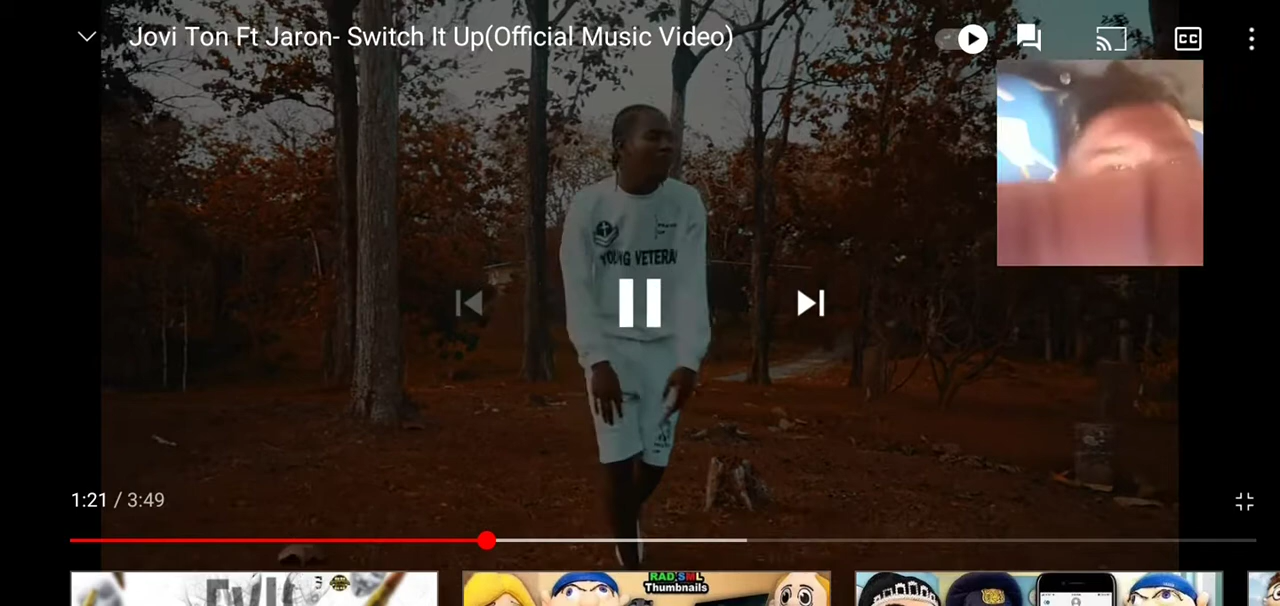 Jovi Ton Ft Jaron- Switch It Up(Official Music Video)
CC
YOUNG VETERA
1:21 / 3:49
RAD SML
Thumbnails